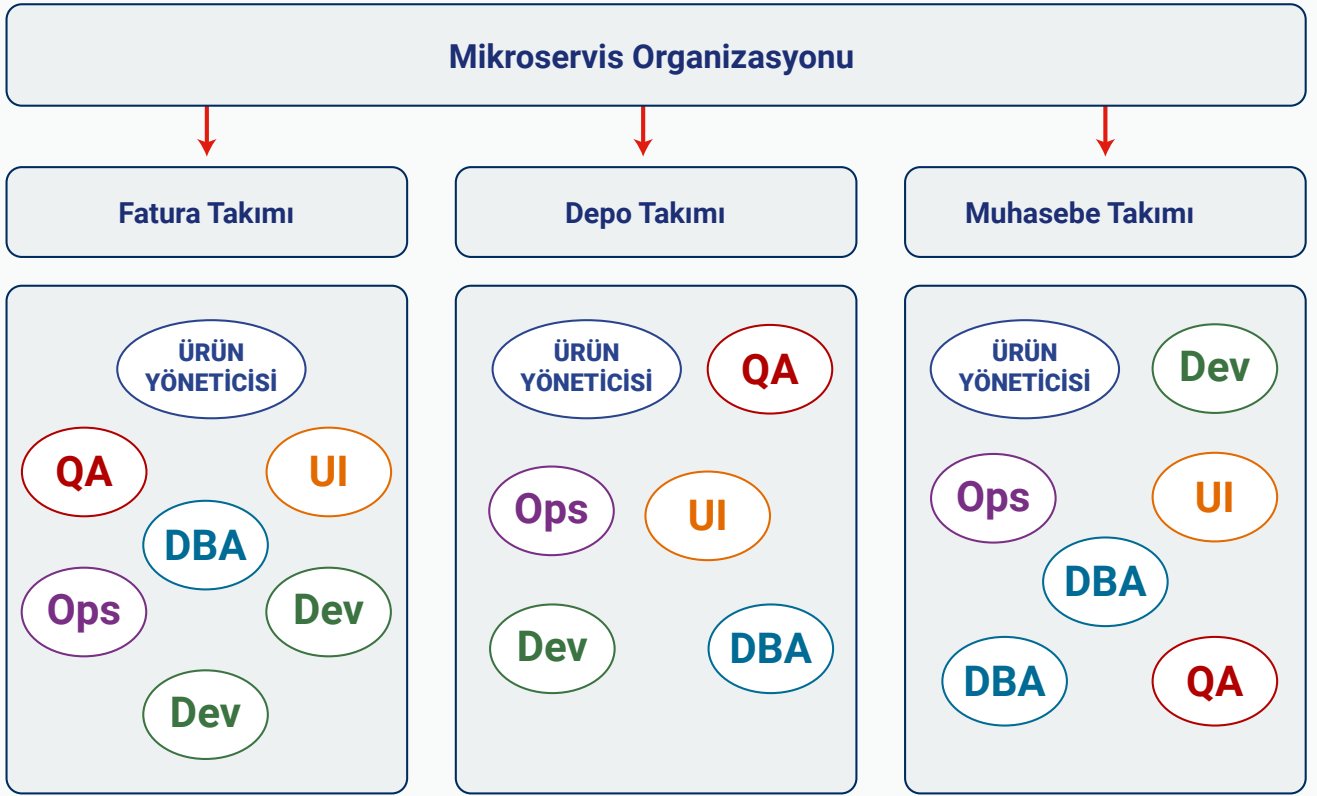 Mikroservis Organizasyonu
Fatura Takımı
Depo Takımı
Muhasebe Takımı
ÜRÜN
YÖNETİCİSİ
QA
UI
DBA
Ops
Dev
Dev
ÜRÜN
YÖNETİCİSİ
QA
Ops
UI
Dev
DBA
ÜRÜN
YÖNETİCİSİ
Dev
Ops
UI
DBA
DBA
QA